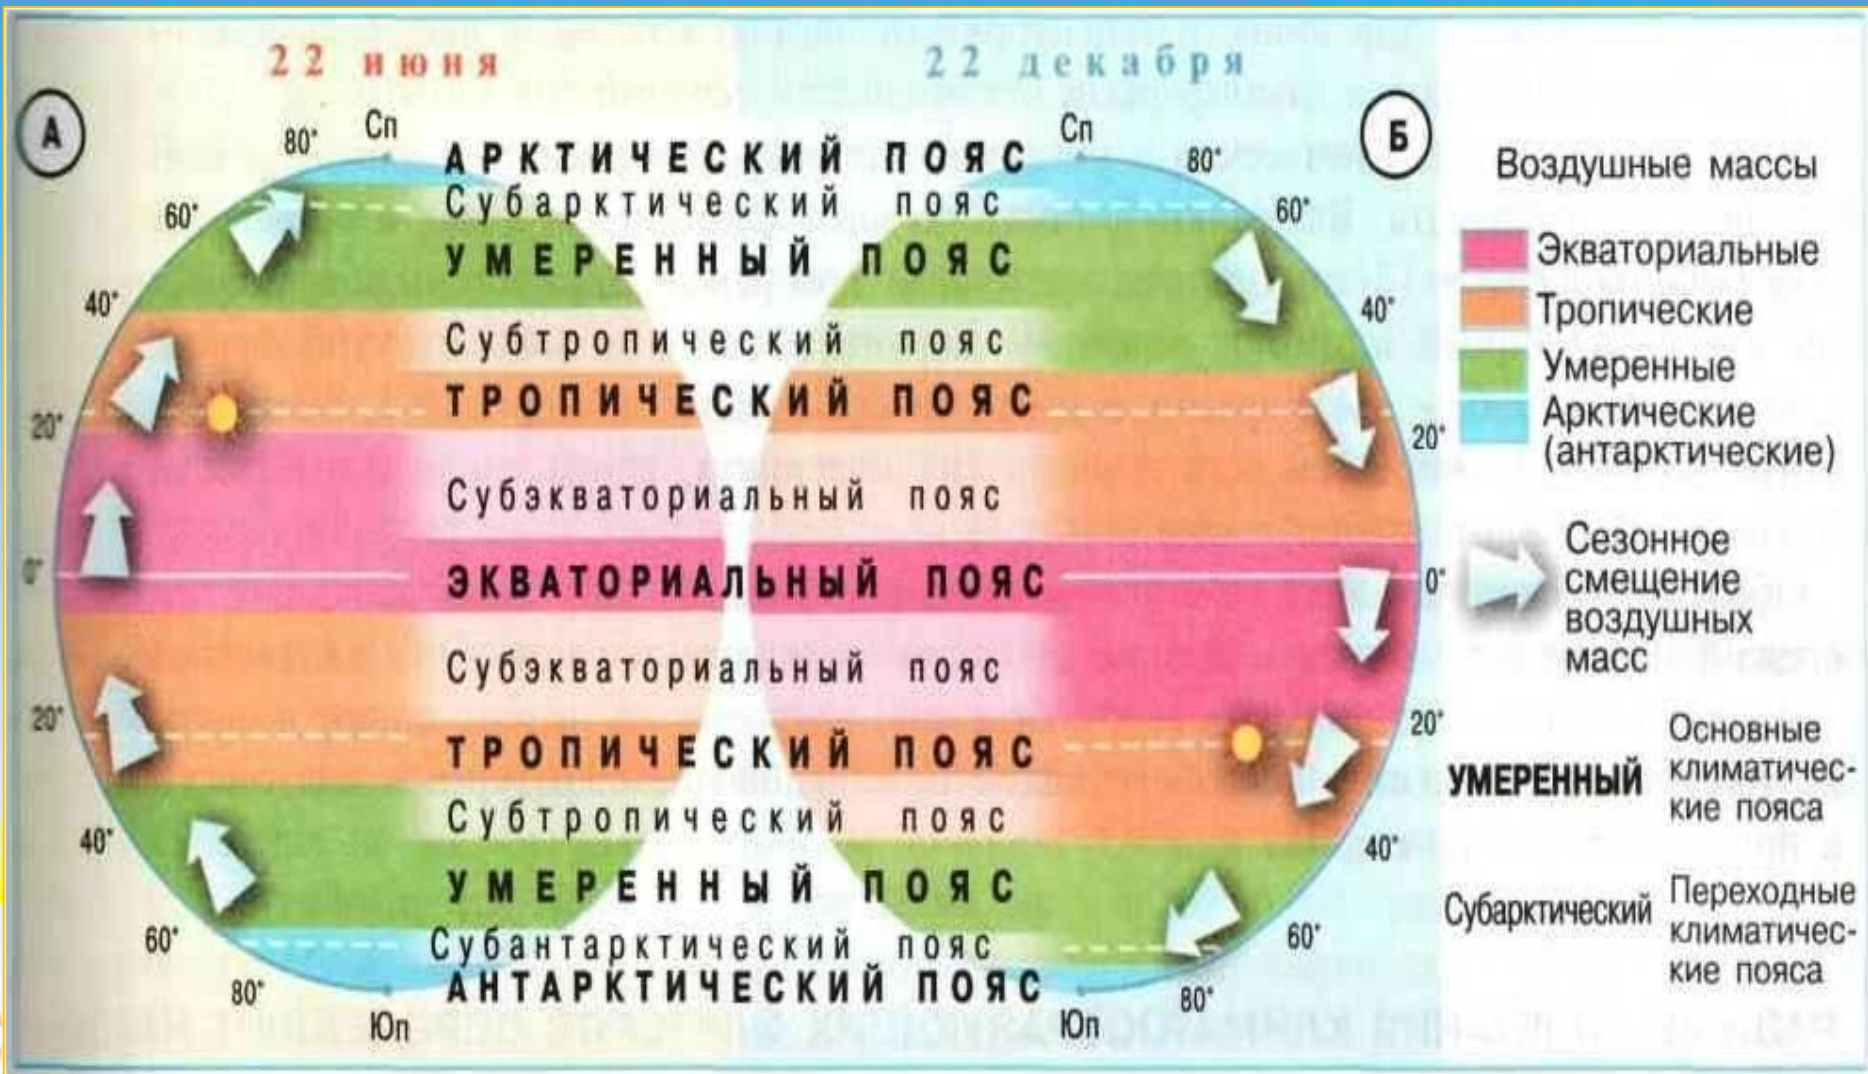 22 июня
22 декабря
А
Б
Сп
Сп
80°
80°
60°
60°
40°
40°
20°
20°
0°
0°
20°
20°
40°
40°
60°
60°
80°
80°
Юп
Юп
АРКТИЧЕСКИЙ ПОЯС
Субарктический пояс
УМЕРЕННЫЙ ПОЯС
Субтропический пояс
ТРОПИЧЕСКИЙ ПОЯС
Субэкваториальный пояс
ЭКВАТОРИАЛЬНЫЙ ПОЯС
Субэкваториальный пояс
ТРОПИЧЕСКИЙ ПОЯС
Субтропический пояс
УМЕРЕННЫЙ ПОЯС
Субантарктический пояс
АНТАРКТИЧЕСКИЙ ПОЯС
Воздушные массы
Экваториальные
Тропические
Умеренные
Арктические
(антарктические)
Сезонное
смещение
воздушных
масс
УМЕРЕННЫЙ
Основные
климатичес-
кие пояса
Субарктический
Переходные
климатичес-
кие пояса